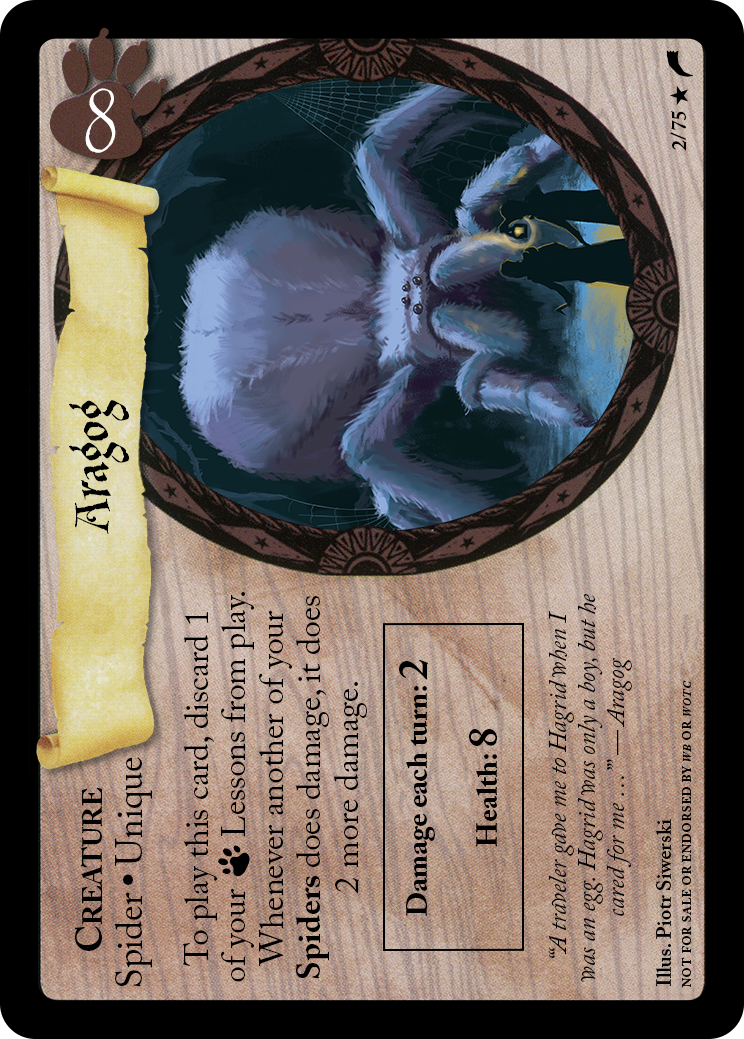 8
Aragog
2/75 ★
CREATURE
Spider • Unique
To play this card, discard 1
of your Lessons from play.
Whenever another of your
Spiders does damage, it does
2 more damage.
Damage each turn: 2
Health: 8
“A traveler gave me to Hagrid when I
was an egg. Hagrid was only a boy, but he
cared for me . . .’” — Aragog
Illus. Piotr Siwerski
NOT FOR SALE OR ENDORSED BY WB OR WOTC